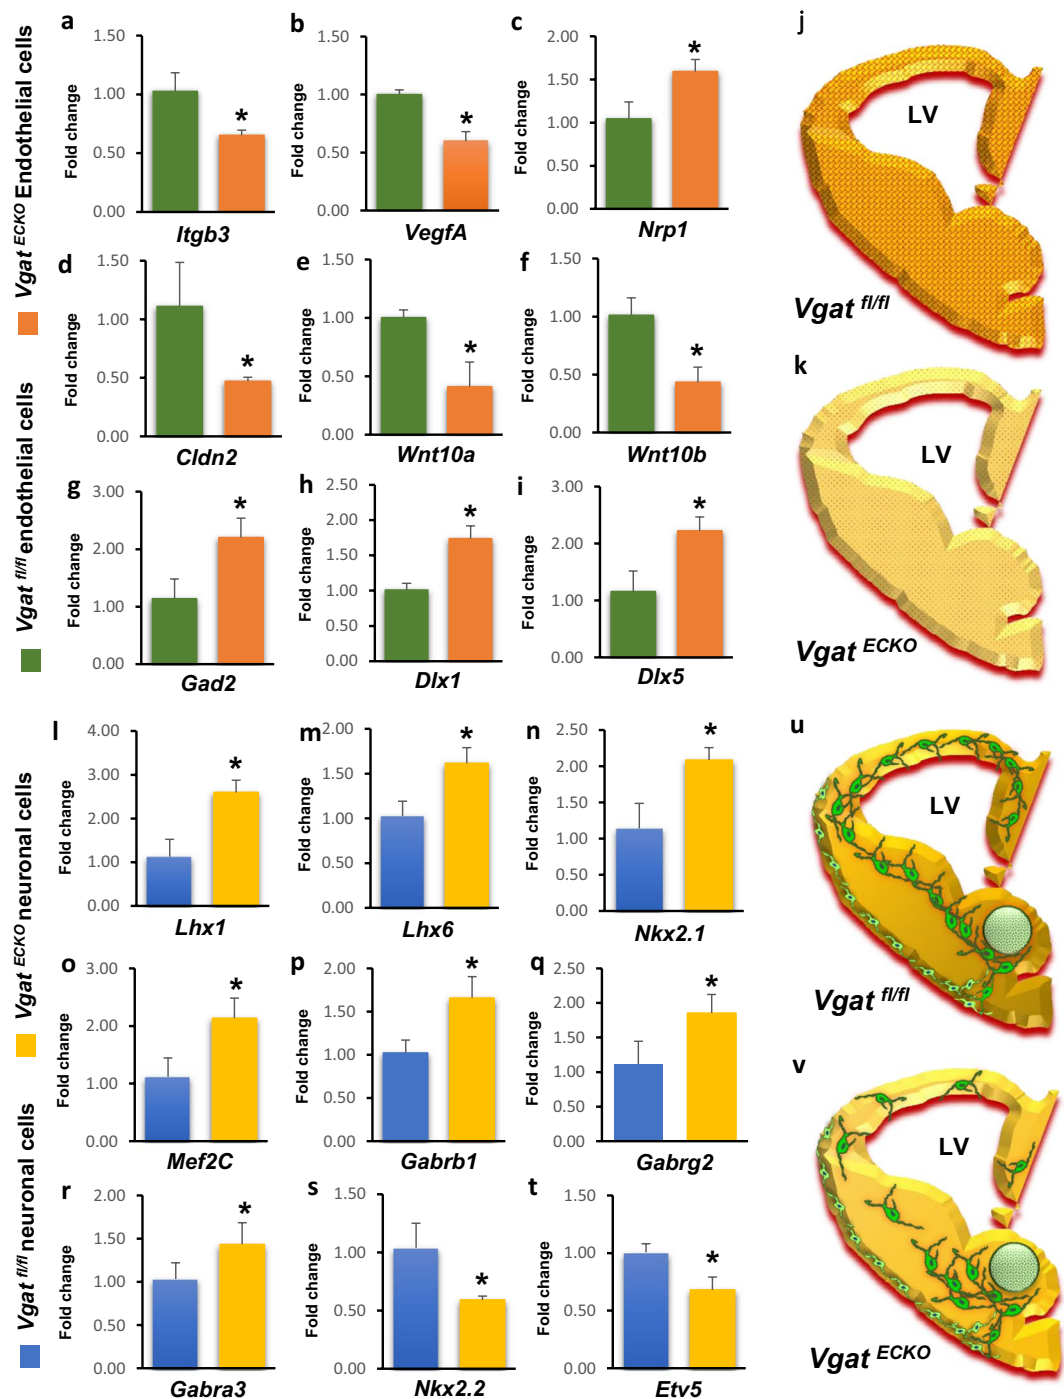 Vgat ECKO Endothelial cells
Vgat fl/fl endothelial cells
a
1.50
1.00
0.50
0.00
Fold change
*
Itgb3
b
1.50
1.00
0.50
0.00
Fold change
*
VegfA
c
2.00
1.50
1.00
0.50
0.00
Fold change
*
Nrp1
d
1.50
1.00
0.50
0.00
Fold change
*
Cldn2
e
1.50
1.00
0.50
0.00
Fold change
*
Wnt10a
f
1.50
1.00
0.50
0.00
Fold change
*
Wnt10b
g
3.00
2.00
1.00
0.00
Fold change
*
Gad2
h
2.50
2.00
1.50
1.00
0.50
0.00
Fold change
*
Dlx1
i
3.00
2.00
1.00
0.00
Fold change
*
Dlx5
j
LV
Vgat fl/fl
k
LV
Vgat ECKO
Vgat ECKO neuronal cells
Vgat fl/fl neuronal cells
l
4.00
3.00
2.00
1.00
0.00
Fold change
*
Lhx1
m
2.00
1.50
1.00
0.50
0.00
Fold change
*
Lhx6
n
2.50
2.00
1.50
1.00
0.50
0.00
Fold change
*
Nkx2.1
o
3.00
2.00
1.00
0.00
Fold change
*
Mef2C
p
2.00
1.50
1.00
0.50
0.00
Fold change
*
Gabrb1
q
2.50
2.00
1.50
1.00
0.50
0.00
Fold change
*
Gabrg2
r
2.00
1.50
1.00
0.50
0.00
Fold change
*
Gabra3
s
1.50
1.00
0.50
0.00
Fold change
*
Nkx2.2
t
1.50
1.00
0.50
0.00
Fold change
*
Etv5
u
LV
Vgat fl/fl
v
LV
Vgat ECKO